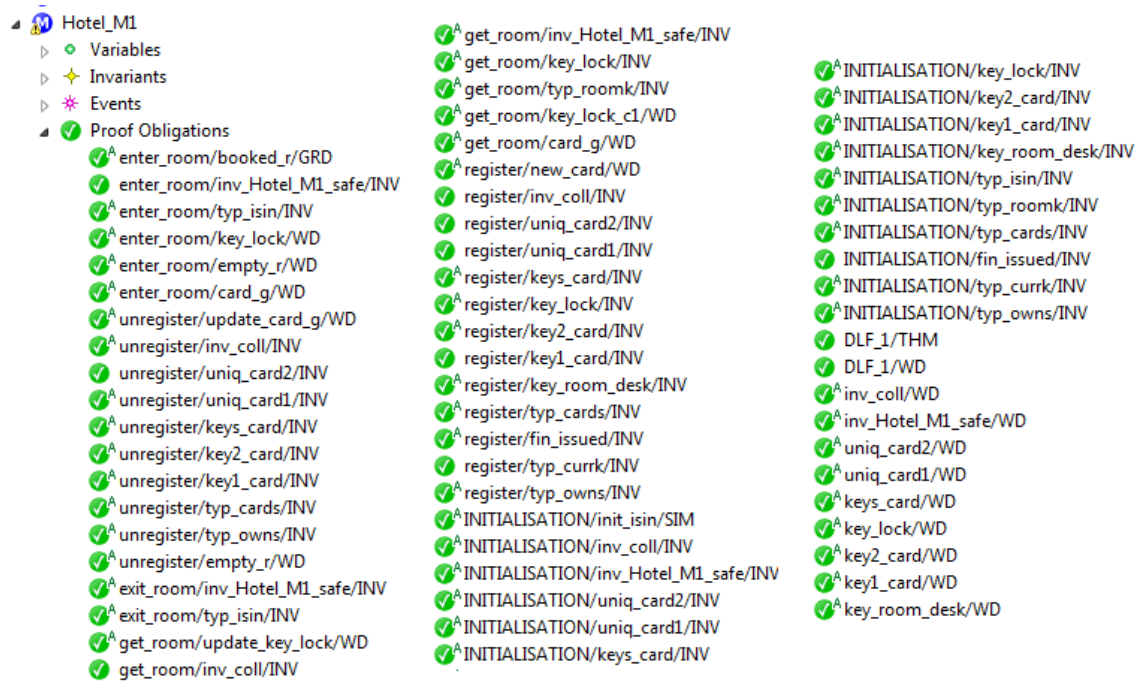 Hotel_M1
Variables
Invariants
Events
Proof Obligations
A enter_room/booked_r/GRD
enter_room/inv_Hotel_M1_safe/INV
A enter_room/typ_isin/INV
A enter_room/key_lock/WD
A enter_room/empty_r/WD
A enter_room/card_g/WD
A unregister/update_card_g/WD
A unregister/inv_coll/INV
unregister/uniq_card2/INV
A unregister/uniq_card1/INV
A unregister/keys_card/INV
A unregister/key2_card/INV
A unregister/key1_card/INV
A unregister/typ_cards/INV
A unregister/typ_owns/INV
A unregister/empty_r/WD
A exit_room/inv_Hotel_M1_safe/INV
A exit_room/typ_isin/INV
A get_room/update_key_lock/WD
get_room/inv_coll/INV
A get_room/inv_Hotel_M1_safe/INV
A get_room/key_lock/INV
A get_room/typ_roomk/INV
A get_room/key_lock_c1/WD
A get_room/card_g/WD
A register/new_card/WD
register/inv_coll/INV
register/uniq_card2/INV
register/uniq_card1/INV
A register/keys_card/INV
A register/key_lock/INV
A register/key2_card/INV
register/key1_card/INV
A register/key_room_desk/INV
A register/typ_cards/INV
A register/fin_issued/INV
register/typ_currk/INV
A register/typ_owns/INV
A INITIALISATION/init_isin/SIM
A INITIALISATION/inv_coll/INV
A INITIALISATION/inv_Hotel_M1_safe/INV
A INITIALISATION/uniq_card2/INV
A INITIALISATION/uniq_card1/INV
A INITIALISATION/keys_card/INV
A INITIALISATION/key_lock/INV
A INITIALISATION/key2_card/INV
A INITIALISATION/key1_card/INV
A INITIALISATION/key_room_desk/INV
A INITIALISATION/typ_isin/INV
A INITIALISATION/typ_roomk/INV
A INITIALISATION/typ_cards/INV
INITIALISATION/fin_issued/INV
A INITIALISATION/typ_currk/INV
A INITIALISATION/typ_owns/INV
DLF_1/THM
DLF_1/WD
A inv_coll/WD
A inv_Hotel_M1_safe/WD
A uniq_card2/WD
A uniq_card1/WD
A keys_card/WD
A key_lock/WD
A key2_card/WD
A key1_card/WD
A key_room_desk/WD